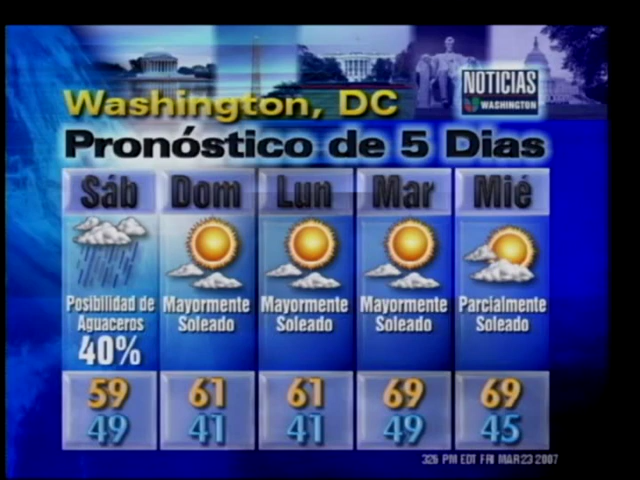 NOTICIAS
WASHINGTON
Washington, DC
Pronóstico de 5 Dias
Sáb Dom Lun Mar Mié
Posibilidad de Aguaceros 40% Mayormente Soleado Mayormente Soleado Mayormente Soleado Parcialmente Soleado
59 61 61 69 69
49 41 41 49 45
PM EDT FRI MAR 23 2007